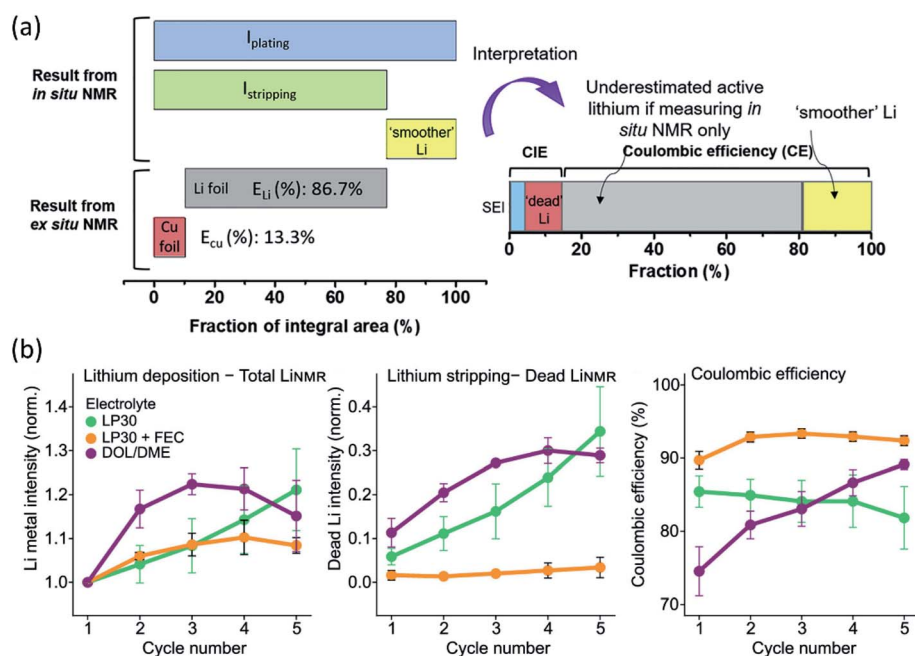 (a)
I_plating
Result from
in situ NMR
I_stripping
'smoother'
Li
Interpretation
Underestimated active
lithium if measuring in
situ NMR only
'smoother' Li
CIE
Coulombic efficiency (CE)
Li foil E_Li (%): 86.7%
Result from
ex situ NMR
Cu
foil
E_cu (%): 13.3%
SEI
'dead'
Li
0 20 40 60 80 100
Fraction (%)
0 20 40 60 80 100
Fraction of integral area (%)
(b)
Lithium deposition – Total LiNMR
Electrolyte
LP30
LP30 + FEC
DOL/DME
Li metal intensity (norm.)
1.4
1.3
1.2
1.1
1.0
1 2 3 4 5
Cycle number
Lithium stripping– Dead LiNMR
Dead Li intensity (norm.)
0.4
0.3
0.2
0.1
0.0
1 2 3 4 5
Cycle number
Coulombic efficiency
Coulombic efficiency (%)
100
90
80
70
1 2 3 4 5
Cycle number